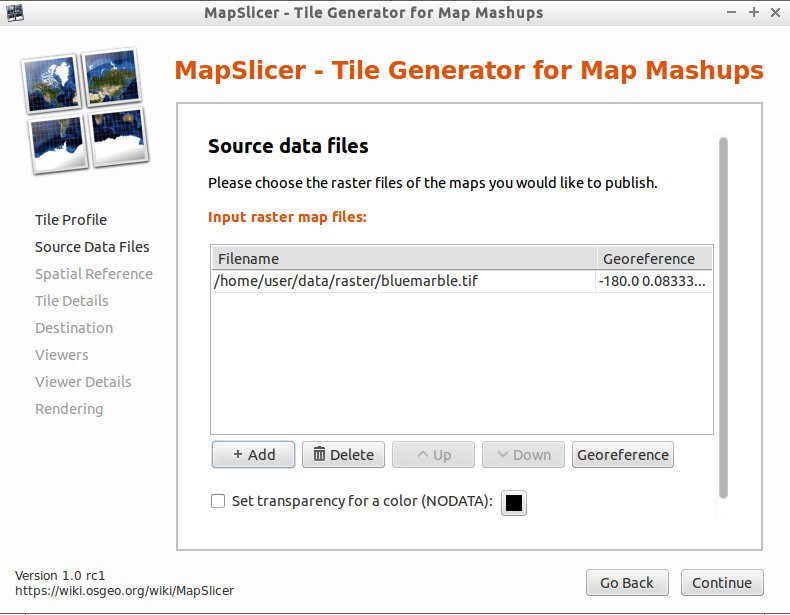 MapSlicer - Tile Generator for Map Mashups
MapSlicer - Tile Generator for Map Mashups
Tile Profile
Source Data Files
Spatial Reference
Tile Details
Destination
Viewers
Viewer Details
Rendering
Source data files
Please choose the raster files of the maps you would like to publish.
Input raster map files:
Filename Georeference
/home/user/data/raster/bluemarble.tif -180.0 0.08333...
+ Add Delete Up Down Georeference
Set transparency for a color (NODATA):
Version 1.0 rc1
https://wiki.osgeo.org/wiki/MapSlicer
Go Back Continue